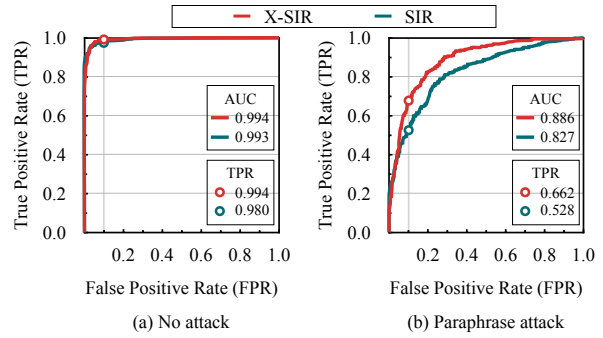 X-SIR SIR
True Positive Rate (TPR)
1.0
0.8
0.6
0.4
0.2
0.0
AUC
0.994
0.993
TPR
0.994
0.980
0.2 0.4 0.6 0.8 1.0
False Positive Rate (FPR)
(a) No attack
True Positive Rate (TPR)
1.0
0.8
0.6
0.4
0.2
0.0
AUC
0.886
0.827
TPR
0.662
0.528
0.2 0.4 0.6 0.8 1.0
False Positive Rate (FPR)
(b) Paraphrase attack